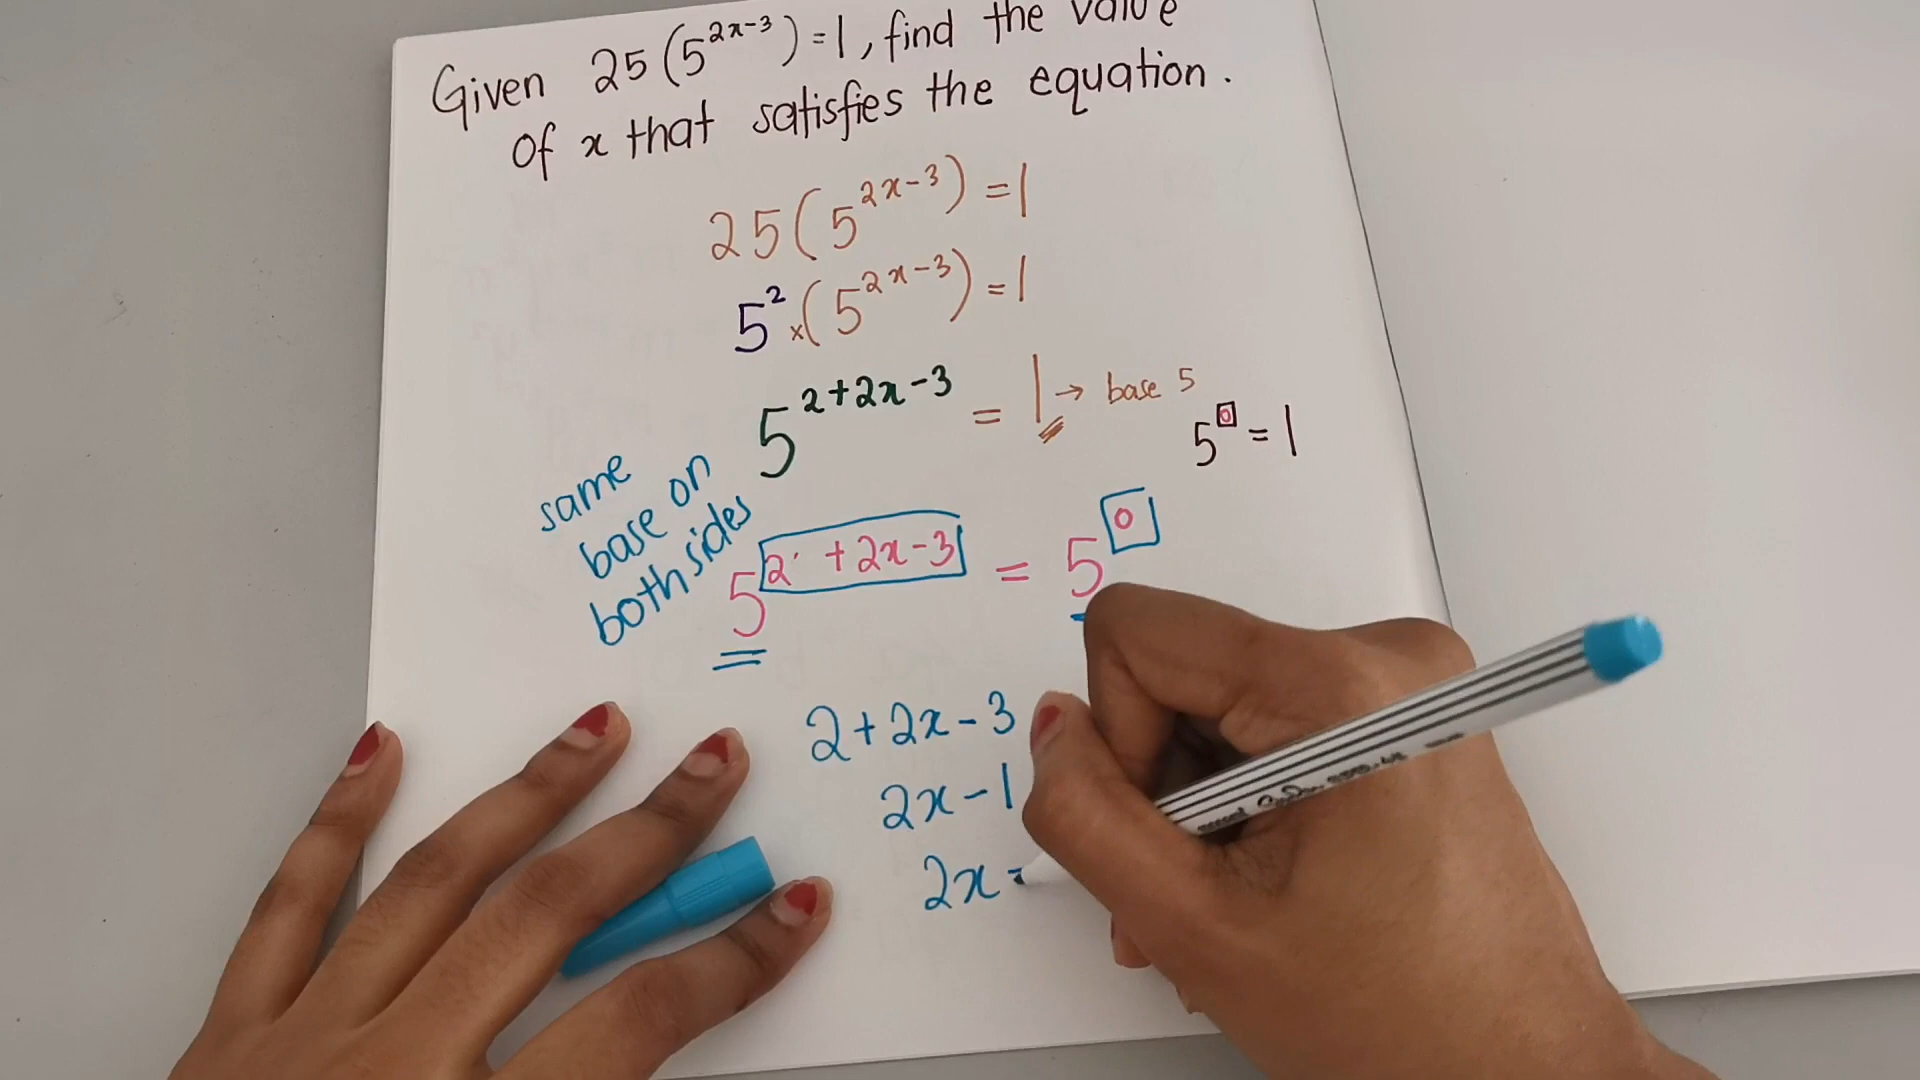 Given 25(5^{2x-3})=1, find the value
of x that satisfies the equation.
25(5^{2x-3})=1
5^2×(5^{2x-3})=1
5^{2+2x-3} = 1 → base 5
5^0=1
same
base on
both sides
5^{2+2x-3} = 5^0
2+2x-3
2x-1
2x=